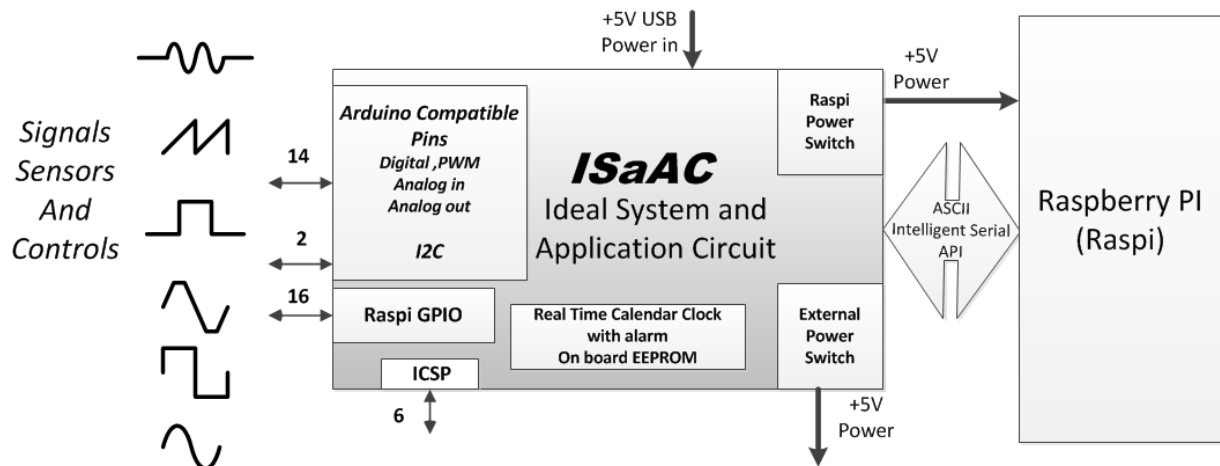 Signals
Sensors
And
Controls
14
2
16
6
+5V USB
Power in
Arduino Compatible
Pins
Digital ,PWM
Analog in
Analog out
I2C
Raspi GPIO
ICSP
ISaAC
Ideal System and
Application Circuit
Real Time Calendar Clock
with alarm
On board EEPROM
Raspi
Power
Switch
External
Power
Switch
+5V
Power
+5V
Power
ASCII
Intelligent Serial
API
Raspberry PI
(Raspi)